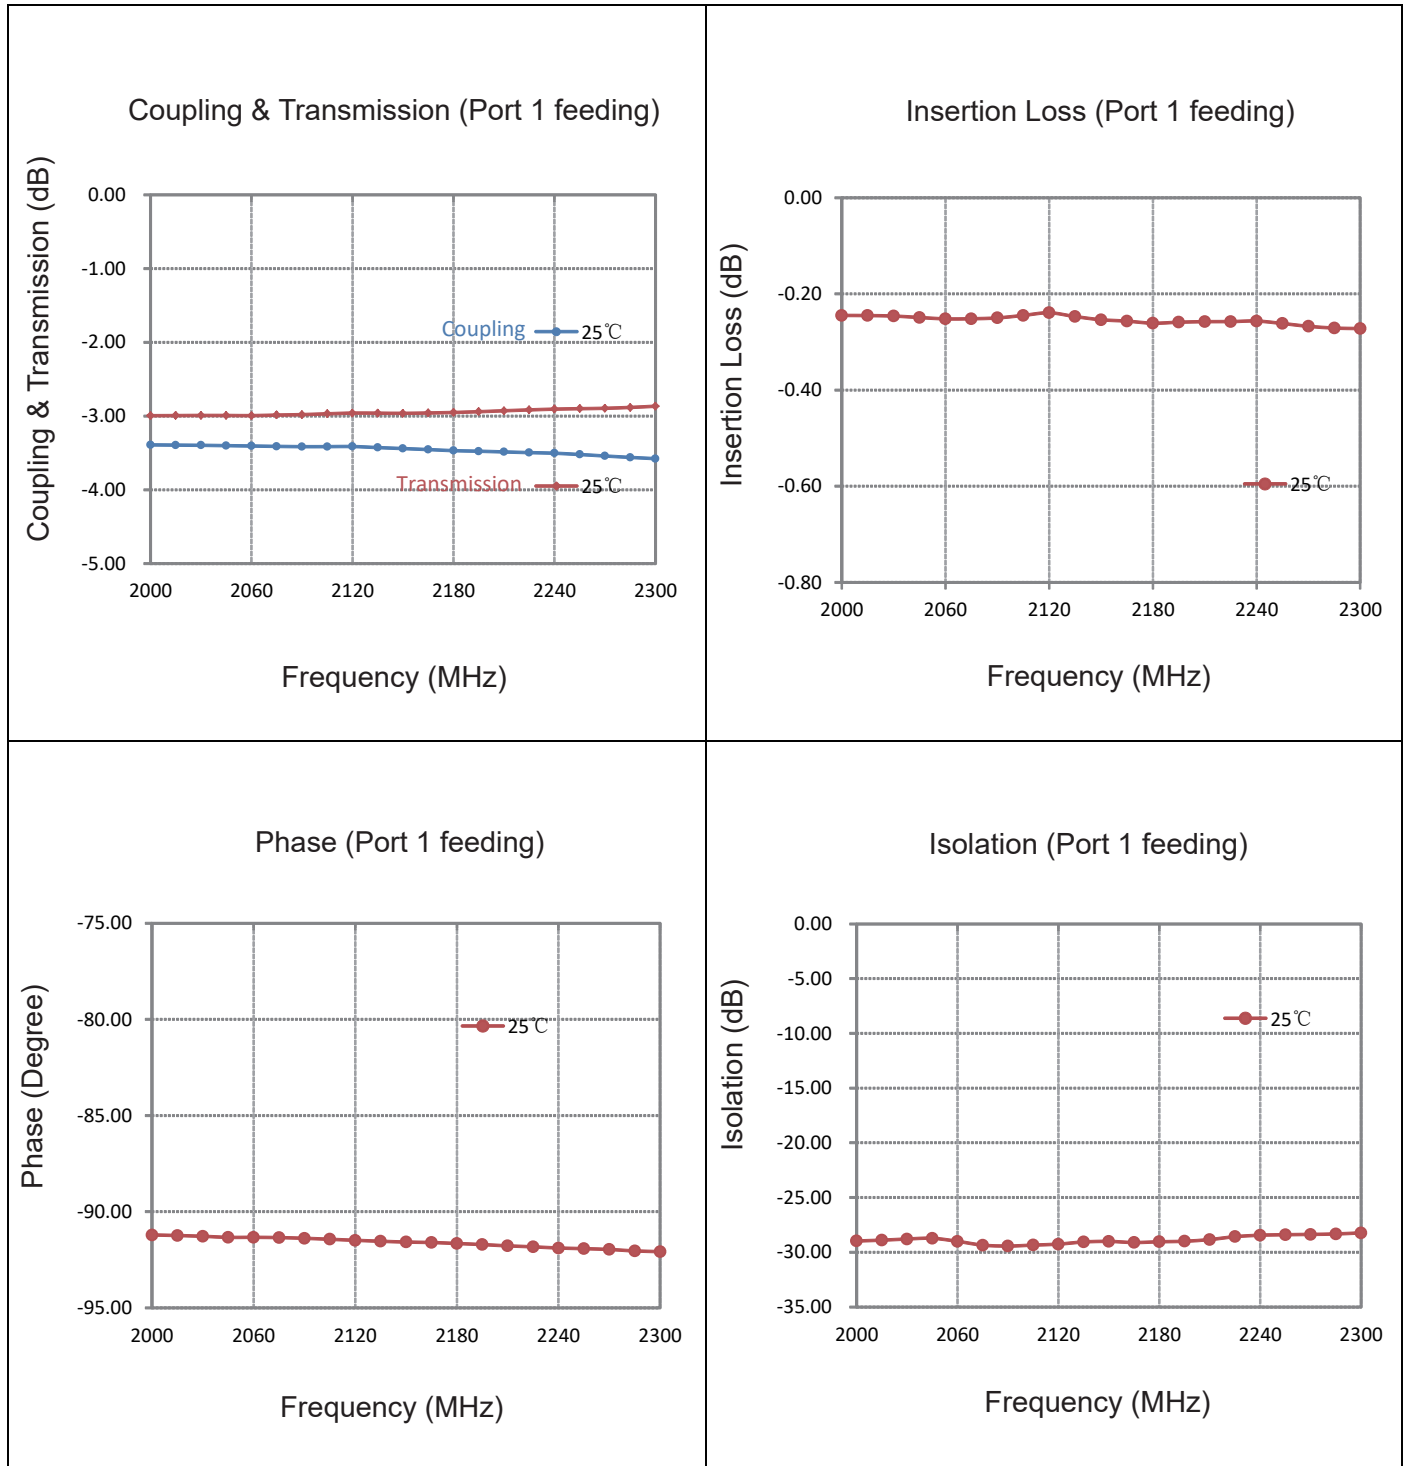 Coupling & Transmission (Port 1 feeding)
Coupling & Transmission (dB)
0.00
-1.00
-2.00
-3.00
-4.00
-5.00
Coupling 25℃
Transmission 25℃
2000 2060 2120 2180 2240 2300
Frequency (MHz)
Insertion Loss (Port 1 feeding)
Insertion Loss (dB)
0.00
-0.20
-0.40
-0.60
-0.80
25℃
2000 2060 2120 2180 2240 2300
Frequency (MHz)
Phase (Port 1 feeding)
Phase (Degree)
-75.00
-80.00
-85.00
-90.00
-95.00
25℃
2000 2060 2120 2180 2240 2300
Frequency (MHz)
Isolation (Port 1 feeding)
Isolation (dB)
0.00
-5.00
-10.00
-15.00
-20.00
-25.00
-30.00
-35.00
25℃
2000 2060 2120 2180 2240 2300
Frequency (MHz)